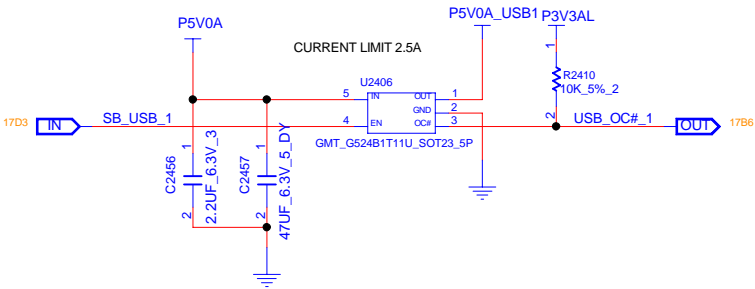 P5V0A
P5V0A_USB1
P3V3AL
CURRENT LIMIT 2.5A
U2406
1
R2410
10K_5%_2
2
5
IN
OUT
1
GND
2
17D3
IN
SB_USB_1
4
EN
OC#
3
USB_OC#_1
OUT
17B6
GMT_G524B1T11U_SOT23_5P
1
C2456
2.2UF_6.3V_3
2
1
C2457
47UF_6.3V_5_DY
2